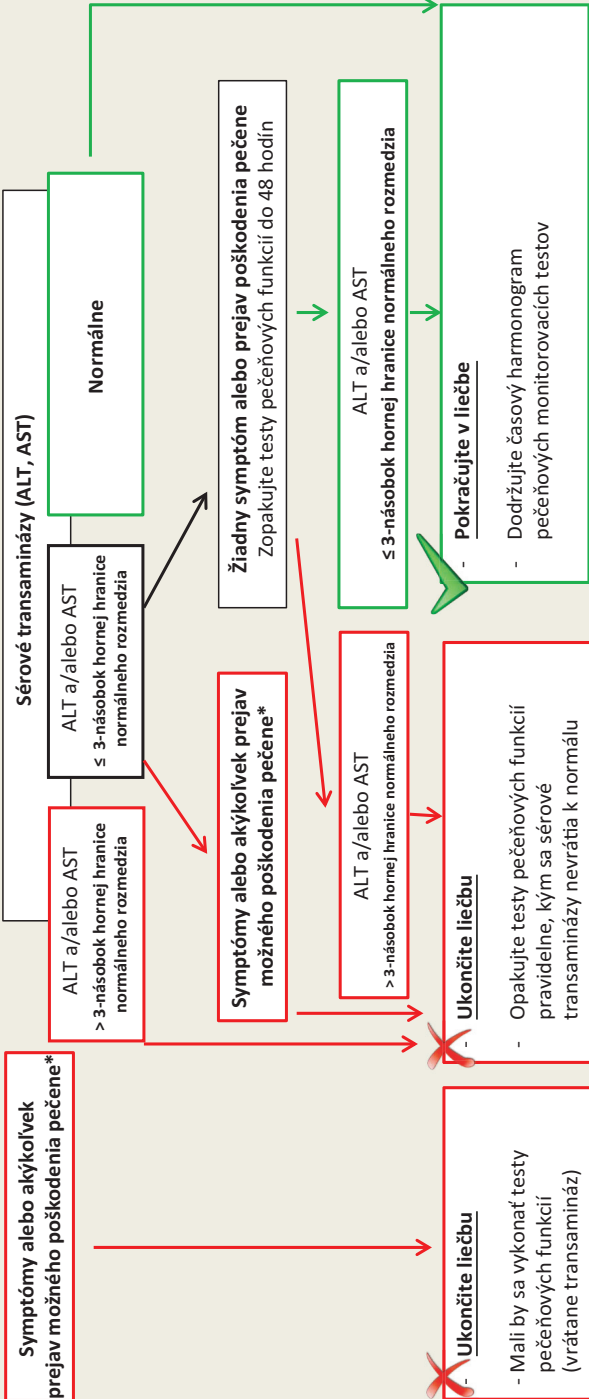 Symptómy alebo akýkoľvek
prejav možného poškodenia pečene*
Sérové transaminázy (ALT, AST)
ALT a/alebo AST
> 3-násobok hornej hranice
normálneho rozmedzia
ALT a/alebo AST
≤ 3-násobok hornej hranice
normálneho rozmedzia
Normálne
Symptómy alebo akýkoľvek prejav
možného poškodenia pečene*
Žiadny symptóm alebo prejav poškodenia pečene
Zopakujte testy pečeňových funkcií do 48 hodín
ALT a/alebo AST
> 3-násobok hornej hranice normálneho rozmedzia
ALT a/alebo AST
≤ 3-násobok hornej hranice normálneho rozmedzia
- Ukončite liečbu
- Mali by sa vykonať testy
pečeňových funkcií
(vrátane transamináz)
- Ukončite liečbu
- Opakujte testy pečeňových funkcií
pravidelne, kým sa sérové
transaminázy nevrátia k normálu
- Pokračujte v liečbe
- Dodržujte časový harmonogram
pečeňových monitorovacích testov